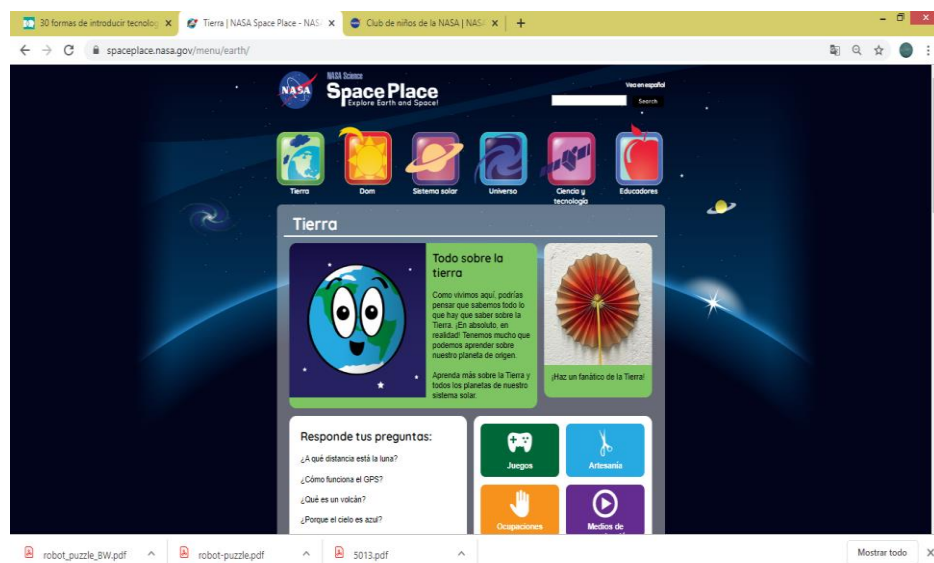 30 formas de introducir tecnolog
Tierra | NASA Space Place - NAS
Club de niños de la NASA | NAS
spaceplace.nasa.gov/menu/earth/
NASA
NASA Science
Space Place
Explore Earth and Space!
Vea en español
Search
Tierra
Dom
Sistema solar
Universo
Ciencia y
tecnología
Educadores
Tierra
Todo sobre la
tierra
Como vivimos aquí, podrías
pensar que sabemos todo lo
que hay que saber sobre la
Tierra. ¡En absoluto, en
realidad! Tenemos mucho que
podemos aprender sobre
nuestro planeta de origen.
Aprenda más sobre la Tierra y
todos los planetas de nuestro
sistema solar.
¡Haz un fanático de la Tierra!
Responde tus preguntas:
¿A qué distancia está la luna?
¿Cómo funciona el GPS?
¿Qué es un volcán?
¿Porque el cielo es azul?
Juegos
Artesanía
Ocupaciones
Medios de
robot_puzzle_BW.pdf
robot-puzzle.pdf
5013.pdf
Mostrar todo